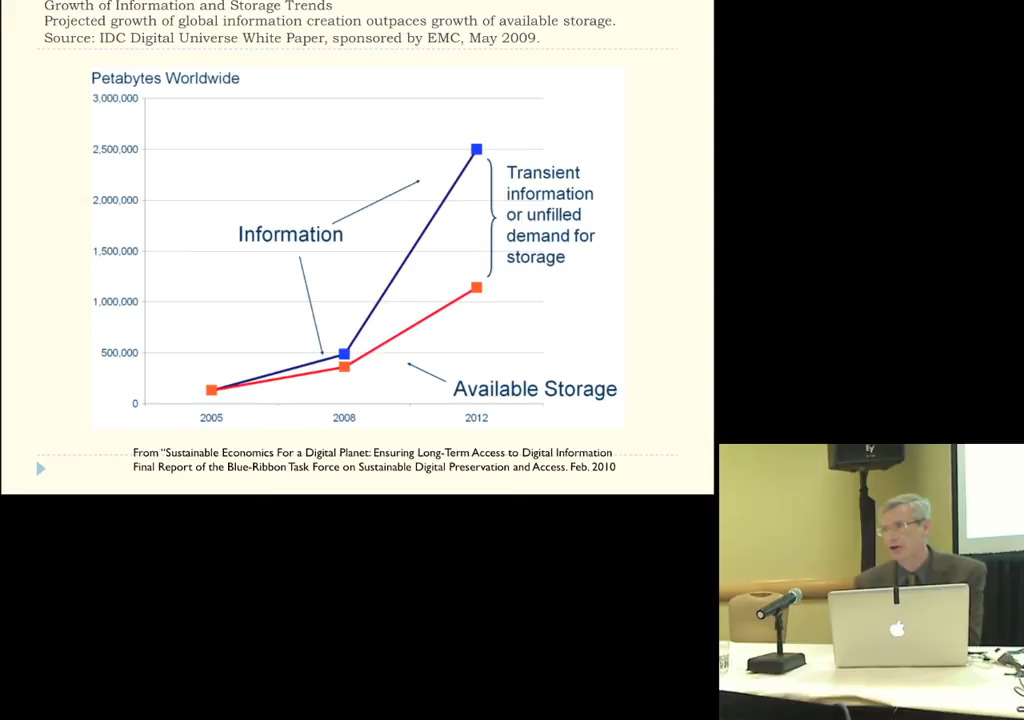 Growth of Information and Storage Trends
Projected growth of global information creation outpaces growth of available storage.
Source: IDC Digital Universe White Paper, sponsored by EMC, May 2009.
Petabytes Worldwide
3,000,000
2,500,000
2,000,000
1,500,000
1,000,000
500,000
0
2005
2008
2012
Information
Transient
information
or unfilled
demand for
storage
Available Storage
From “Sustainable Economics For a Digital Planet: Ensuring Long-Term Access to Digital Information
Final Report of the Blue-Ribbon Task Force on Sustainable Digital Preservation and Access. Feb. 2010